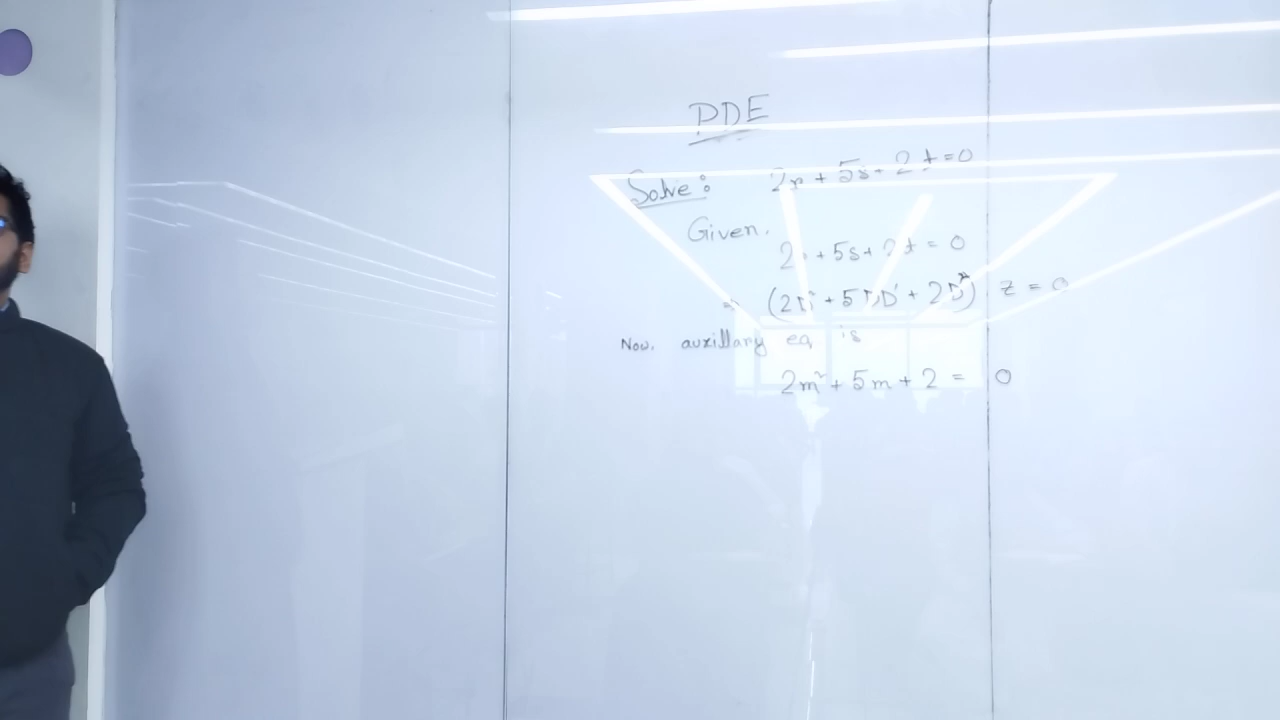 PDE
Solve : 2r + 5s + 2t = 0
Given.
2r + 5s + 2t = 0
⇒ (2D² + 5DD' + 2D'²) z = 0
Now. auxillary eq is
2m² + 5m + 2 = 0